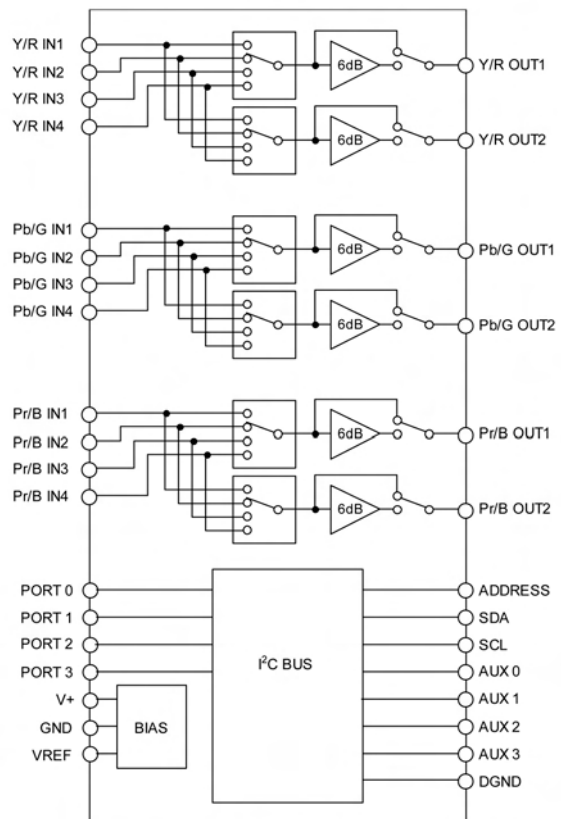 Y/R IN1
Y/R IN2
Y/R IN3
Y/R IN4
6dB
Y/R OUT1
6dB
Y/R OUT2
Pb/G IN1
Pb/G IN2
Pb/G IN3
Pb/G IN4
6dB
Pb/G OUT1
6dB
Pb/G OUT2
Pr/B IN1
Pr/B IN2
Pr/B IN3
Pr/B IN4
6dB
Pr/B OUT1
6dB
Pr/B OUT2
PORT 0
PORT 1
PORT 2
PORT 3
V+
GND
VREF
BIAS
I²C BUS
ADDRESS
SDA
SCL
AUX 0
AUX 1
AUX 2
AUX 3
DGND